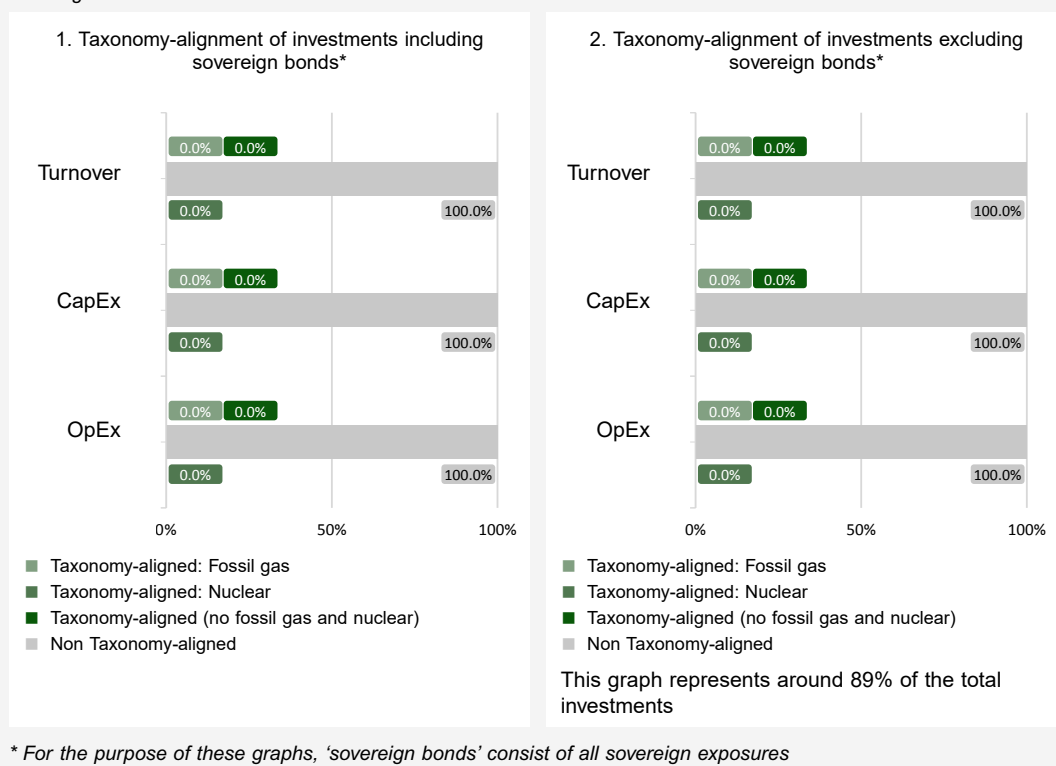 1. Taxonomy-alignment of investments including
sovereign bonds*
Turnover
0.0% 0.0%
0.0% 100.0%
CapEx
0.0% 0.0%
0.0% 100.0%
OpEx
0.0% 0.0%
0.0% 100.0%
0% 50% 100%
Taxonomy-aligned: Fossil gas
Taxonomy-aligned: Nuclear
Taxonomy-aligned (no fossil gas and nuclear)
Non Taxonomy-aligned
2. Taxonomy-alignment of investments excluding
sovereign bonds*
Turnover
0.0% 0.0%
0.0% 100.0%
CapEx
0.0% 0.0%
0.0% 100.0%
OpEx
0.0% 0.0%
0.0% 100.0%
0% 50% 100%
Taxonomy-aligned: Fossil gas
Taxonomy-aligned: Nuclear
Taxonomy-aligned (no fossil gas and nuclear)
Non Taxonomy-aligned
This graph represents around 89% of the total
investments
* For the purpose of these graphs, ‘sovereign bonds’ consist of all sovereign exposures